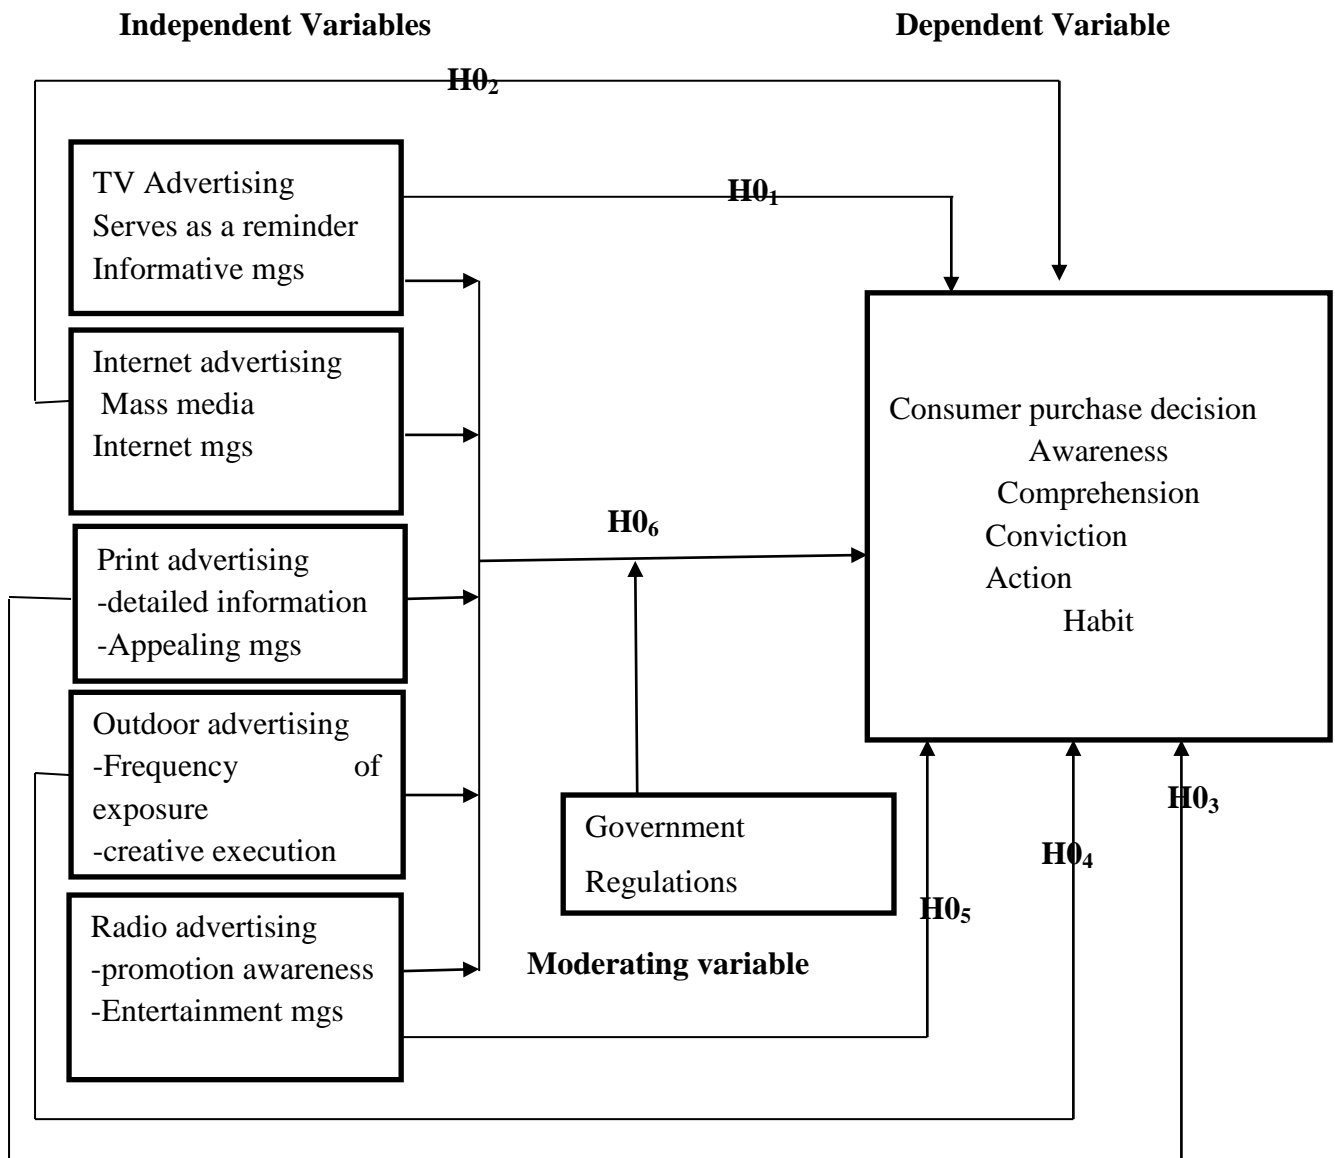 Independent Variables
Dependent Variable
H0₂
TV Advertising
Serves as a reminder
Informative mgs
H0₁
Internet advertising
Mass media
Internet mgs
Consumer purchase decision
Awareness
Comprehension
Conviction
Action
Habit
H0₆
Print advertising
-detailed information
-Appealing mgs
Outdoor advertising
-Frequency of
exposure
-creative execution
Government
Regulations
H0₃
H0₄
H0₅
Radio advertising
-promotion awareness
-Entertainment mgs
Moderating variable